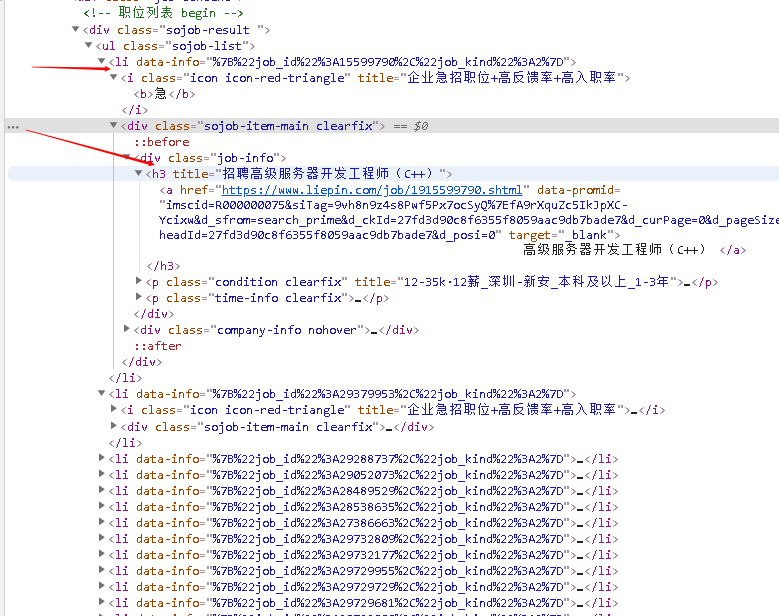 <!-- 职位列表 begin -->
<div class="sojob-result ">
<ul class="sojob-list">
<li data-info="%7B%22job_id%22%3A15599790%2C%22job_kind%22%3A2%7D">
<i class="icon icon-red-triangle" title="企业急招职位+高反馈率+高入职率">
<b>急</b>
</i>
<div class="sojob-item-main clearfix"> == $0
::before
<div class="job-info">
<h3 title="招聘高级服务器开发工程师（C++）">
<a href="https://www.liepin.com/job/1915599790.shtml" data-promid=
"imscid=R000000075&siTag=9vh8n9z4s8Pwf5Px7ocSyQ%7EfA9rXquZc5IkJpXC-
Ycixw&d_sfrom=search_prime&d_ckId=27fd3d90c8f6355f8059aac9db7bade7&d_curPage=0&d_pageSize
headId=27fd3d90c8f6355f8059aac9db7bade7&d_posi=0" target="_blank">
高级服务器开发工程师（C++） </a>
</h3>
<p class="condition clearfix" title="12-35k·12薪_深圳-新安_本科及以上_1-3年">…</p>
<p class="time-info clearfix">…</p>
</div>
<div class="company-info nohover">…</div>
::after
</div>
</li>
<li data-info="%7B%22job_id%22%3A29379953%2C%22job_kind%22%3A2%7D">
<i class="icon icon-red-triangle" title="企业急招职位+高反馈率+高入职率">…</i>
<div class="sojob-item-main clearfix">…</div>
</li>
<li data-info="%7B%22job_id%22%3A29288737%2C%22job_kind%22%3A2%7D">…</li>
<li data-info="%7B%22job_id%22%3A29052073%2C%22job_kind%22%3A2%7D">…</li>
<li data-info="%7B%22job_id%22%3A28489529%2C%22job_kind%22%3A2%7D">…</li>
<li data-info="%7B%22job_id%22%3A28538635%2C%22job_kind%22%3A2%7D">…</li>
<li data-info="%7B%22job_id%22%3A27386663%2C%22job_kind%22%3A2%7D">…</li>
<li data-info="%7B%22job_id%22%3A29732809%2C%22job_kind%22%3A2%7D">…</li>
<li data-info="%7B%22job_id%22%3A29732177%2C%22job_kind%22%3A2%7D">…</li>
<li data-info="%7B%22job_id%22%3A29729955%2C%22job_kind%22%3A2%7D">…</li>
<li data-info="%7B%22job_id%22%3A29729729%2C%22job_kind%22%3A2%7D">…</li>
<li data-info="%7B%22job_id%22%3A29729681%2C%22job_kind%22%3A2%7D">…</li>